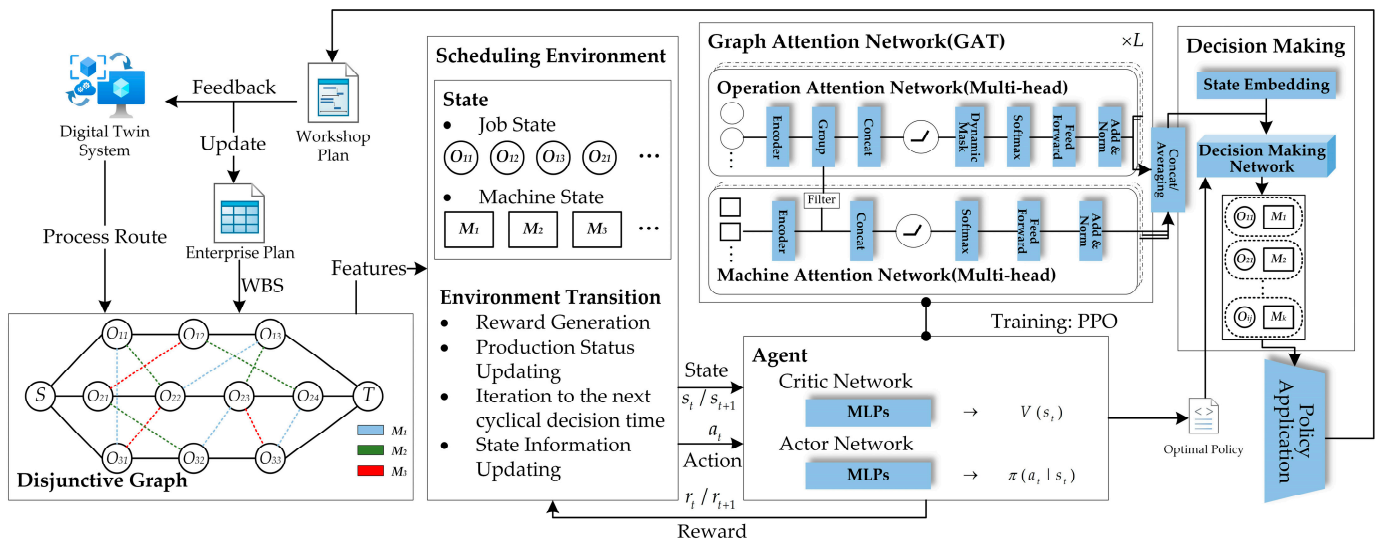 Feedback
Workshop
Plan
Digital Twin
System
Update
Process Route
Enterprise Plan
WBS
Features
O11
O12
O13
S
O21
O22
O23
O24
T
O31
O32
O33
M1
M2
M3
Disjunctive Graph
Scheduling Environment
State
• Job State
O11 O12 O13 O21 ...
• Machine State
M1 M2 M3 ...
Environment Transition
• Reward Generation
• Production Status
Updating
• Iteration to the next
cyclical decision time
• State Information
Updating
State
st / st+1
at
Action
rt / rt+1
Reward
Graph Attention Network(GAT)
×L
Operation Attention Network(Multi-head)
Encoder
Group
Concat
Dynamic
Mask
Softmax
Feed
Forward
Add &
Norm
Filter
Encoder
Concat
Softmax
Feed
Forward
Add &
Norm
Machine Attention Network(Multi-head)
Concat/
Averaging
Training: PPO
Agent
Critic Network
MLPs → V(st)
Actor Network
MLPs → π(at | st)
Optimal Policy
Decision Making
State Embedding
Decision Making
Network
O11 M1
O21 M2
Oij Mk
Policy
Application